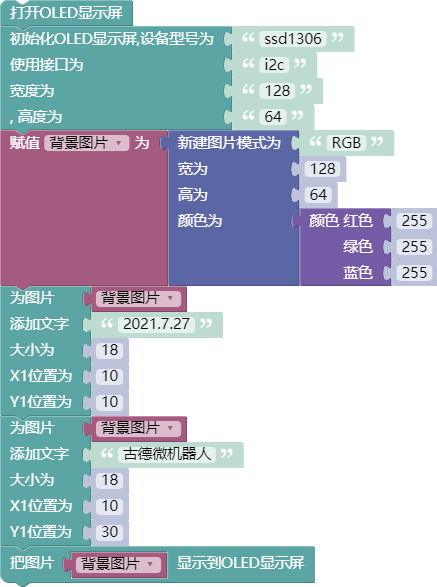 打开OLED显示屏
初始化OLED显示屏,设备型号为 “ ssd1306 ”
使用接口为 “ i2c ”
宽度为 “ 128 ”
, 高度为 “ 64 ”
赋值 背景图片 为 新建图片模式为 “ RGB ”
宽为 128
高为 64
颜色为 颜色 红色 255
绿色 255
蓝色 255
为图片 背景图片
添加文字 “ 2021.7.27 ”
大小为 18
X1位置为 10
Y1位置为 10
为图片 背景图片
添加文字 “ 古德微机器人 ”
大小为 18
X1位置为 10
Y1位置为 30
把图片 背景图片 显示到OLED显示屏